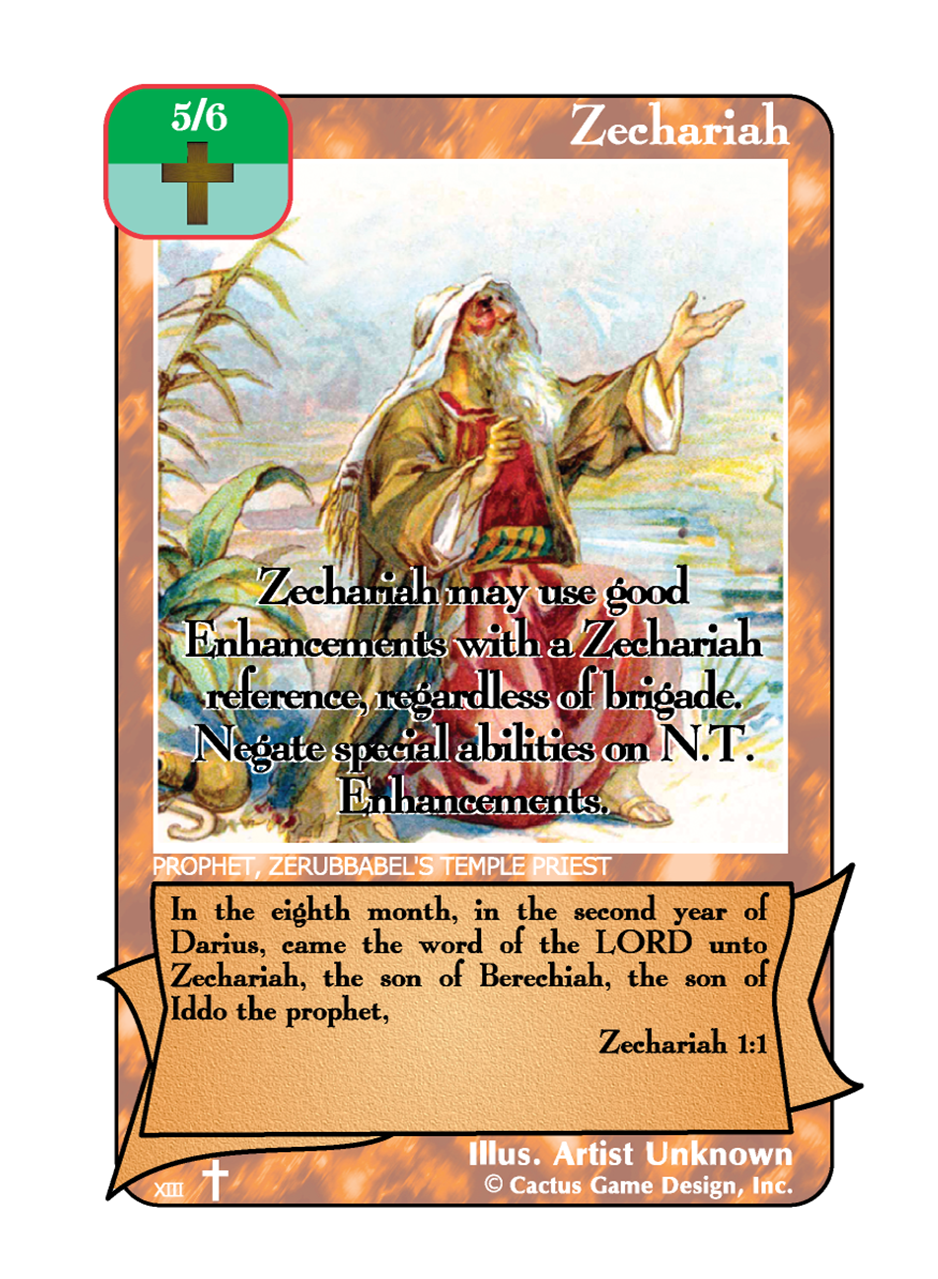 5/6
Zechariah
Zechariah may use good
Enhancements with a Zechariah
reference, regardless of brigade.
Negate special abilities on N.T.
Enhancements.
PROPHET, ZERUBBABEL'S TEMPLE PRIEST
In the eighth month, in the second year of
Darius, came the word of the LORD unto
Zechariah, the son of Berechiah, the son of
Iddo the prophet,
Zechariah 1:1
Illus. Artist Unknown
XIII
© Cactus Game Design, Inc.